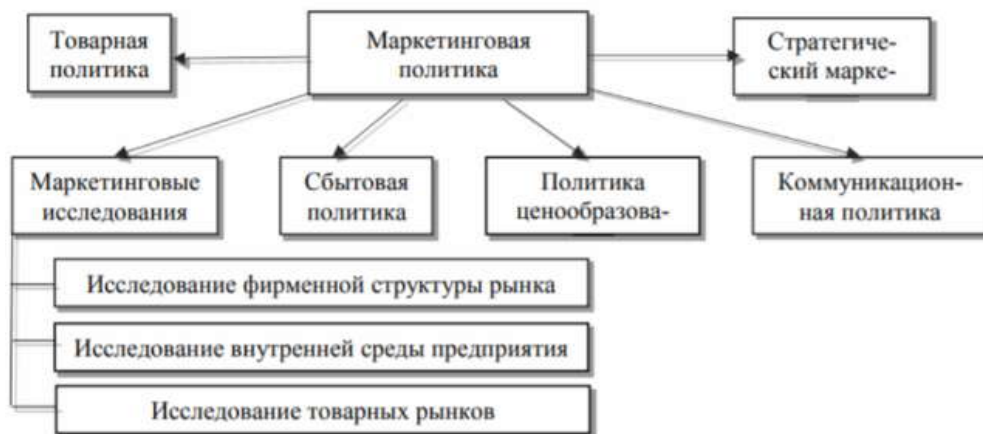 Товарная
политика
Маркетинговая
политика
Стратегиче-
ский марке-
Маркетинговые
исследования
Сбытовая
политика
Политика
ценообразова-
Коммуникацион-
ная политика
Исследование фирменной структуры рынка
Исследование внутренней среды предприятия
Исследование товарных рынков